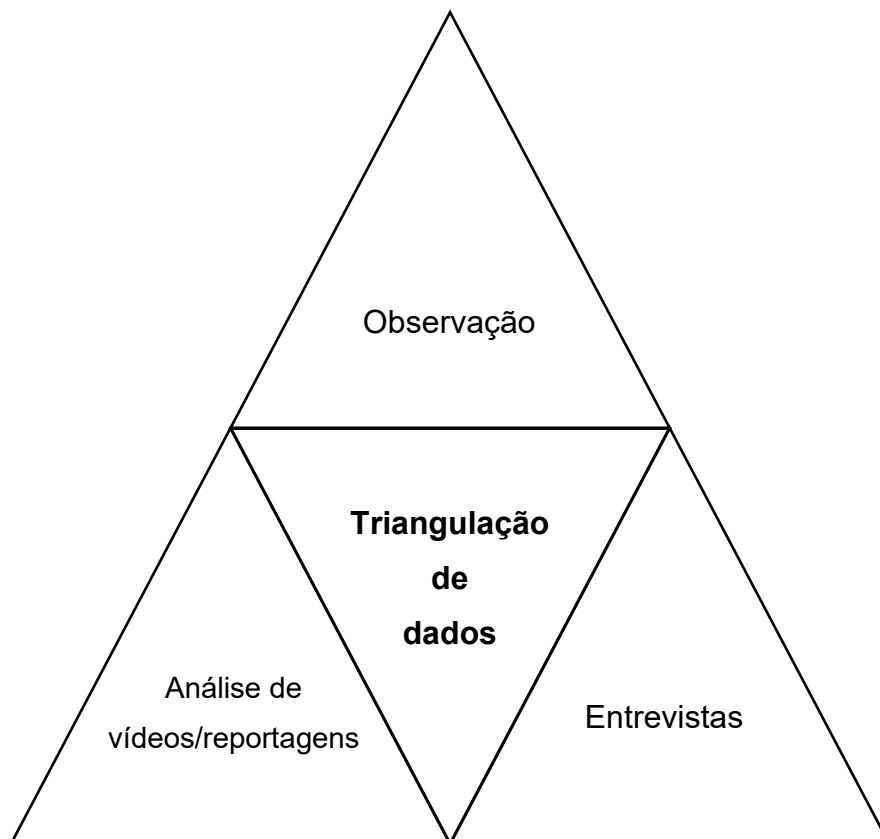 Observação
Triangulação
de
dados
Análise de
vídeos/reportagens
Entrevistas